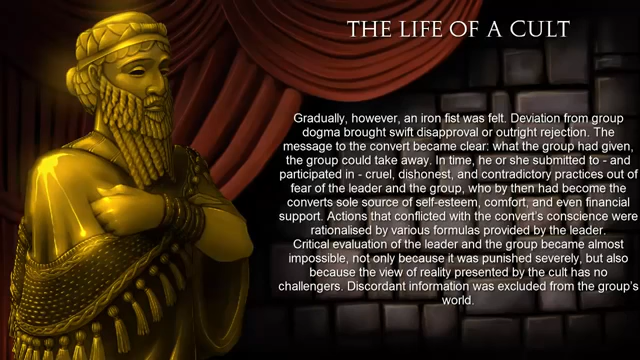 THE LIFE OF A CULT
Gradually, however, an iron fist was felt. Deviation from group
dogma brought swift disapproval or outright rejection. The
message to the convert became clear: what the group had given,
the group could take away. In time, he or she submitted to - and
participated in - cruel, dishonest, and contradictory practices out of
fear of the leader and the group, who by then had become the
converts sole source of self-esteem, comfort, and even financial
support. Actions that conflicted with the convert's conscience were
rationalised by various formulas provided by the leader.
Critical evaluation of the leader and the group became almost
impossible, not only because it was punished severely, but also
because the view of reality presented by the cult has no
challengers. Discordant information was excluded from the group's
world.